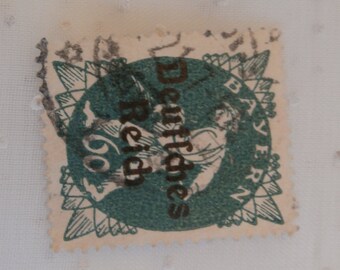 BAYERN
Deutſches
Reich
60